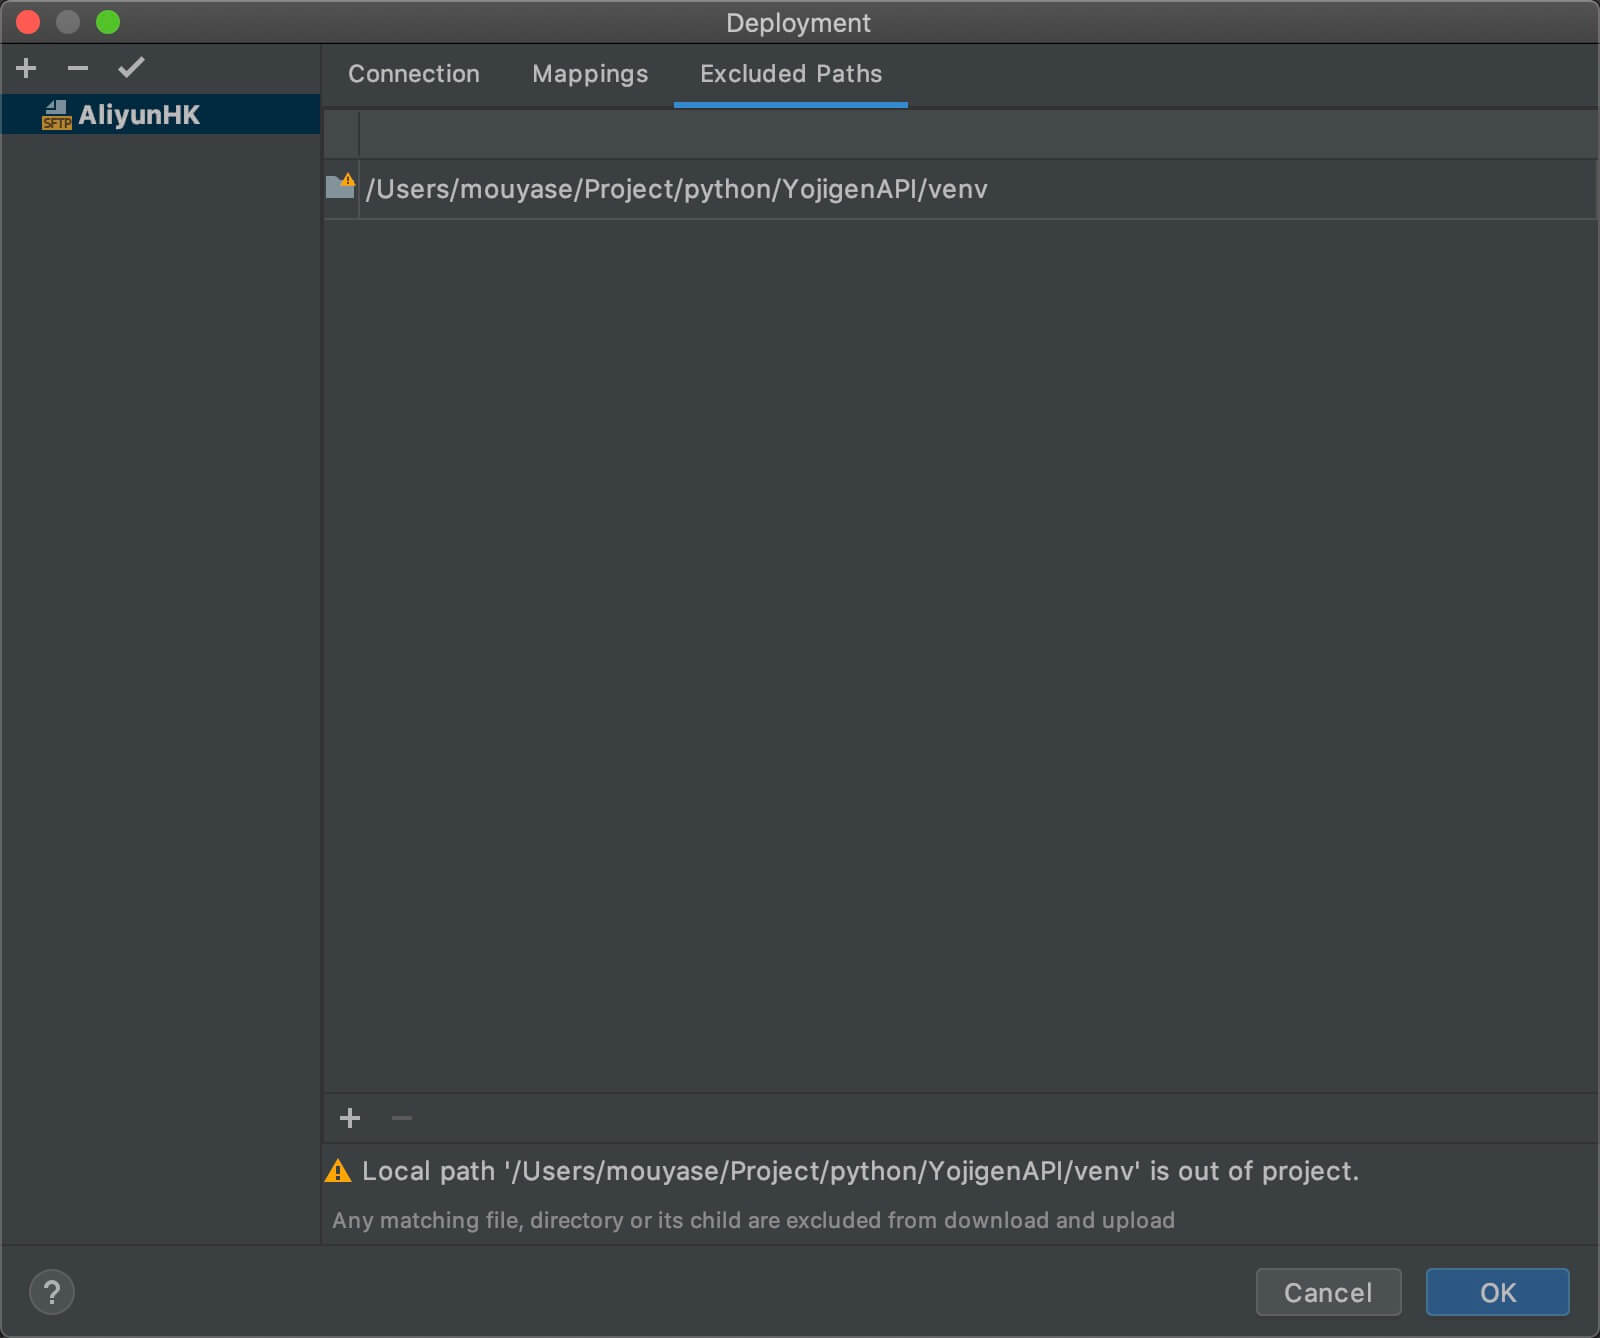 Deployment
Connection Mappings Excluded Paths
SFTP AliyunHK
/Users/mouyase/Project/python/YojigenAPI/venv
Local path '/Users/mouyase/Project/python/YojigenAPI/venv' is out of project.
Any matching file, directory or its child are excluded from download and upload
? Cancel OK